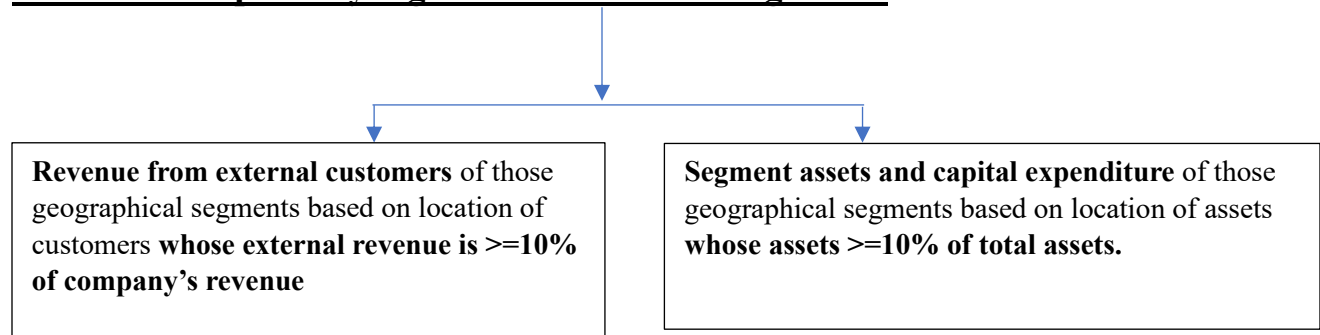 Revenue from external customers of those
geographical segments based on location of
customers whose external revenue is >=10%
of company’s revenue
Segment assets and capital expenditure of those
geographical segments based on location of assets
whose assets >=10% of total assets.